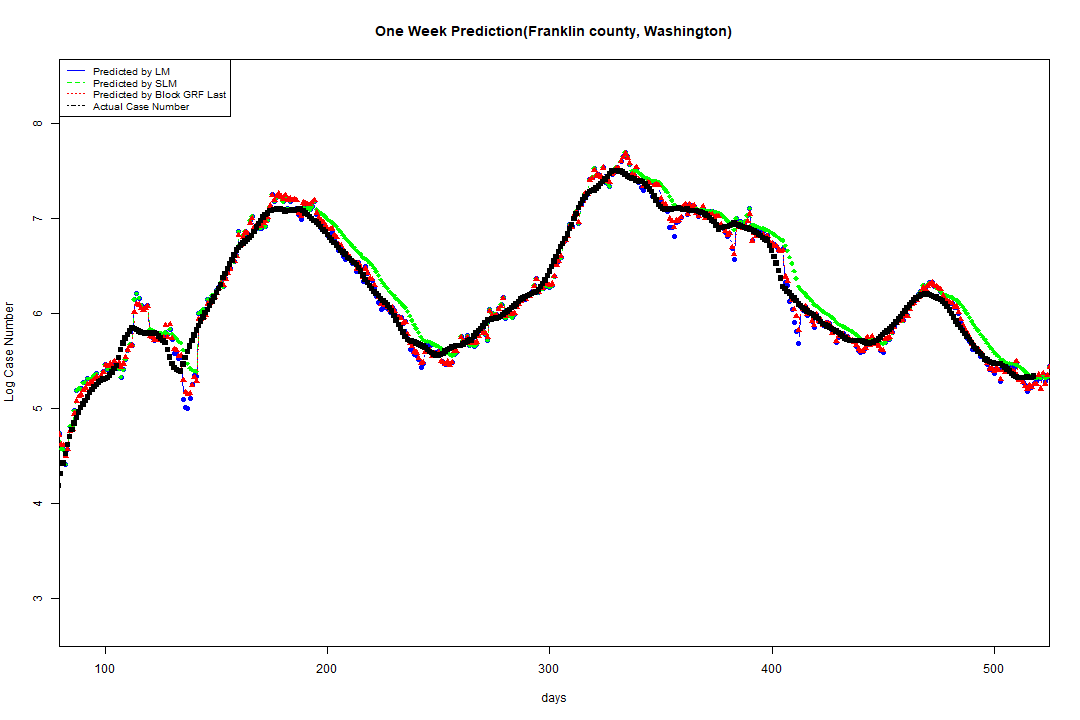 One Week Prediction(Franklin county, Washington)
Predicted by LM
Predicted by SLM
Predicted by Block GRF Last
Actual Case Number
Log Case Number
8
7
6
5
4
3
100 200 300 400 500
days